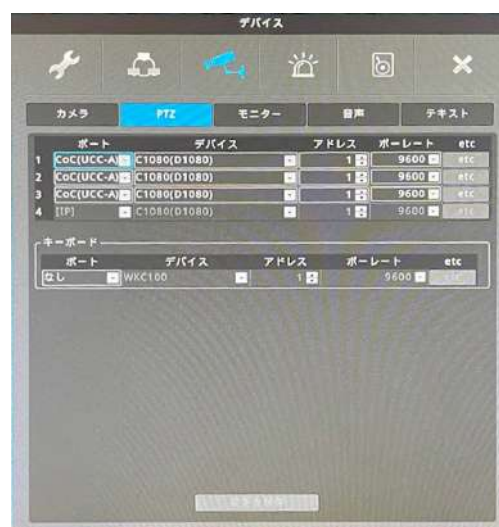 デバイス
カメラ PTZ モニター 音声 テキスト
ポート デバイス アドレス ボーレート etc
1 CoC(UCC-A) C1080(D1080) 1 9600 etc
2 CoC(UCC-A) C1080(D1080) 1 9600 etc
3 CoC(UCC-A) C1080(D1080) 1 9600 etc
4 [IP] C1080(D1080) 1 9600 etc
キーボード
ポート デバイス アドレス ボーレート etc
なし WKC100 1 9600 etc